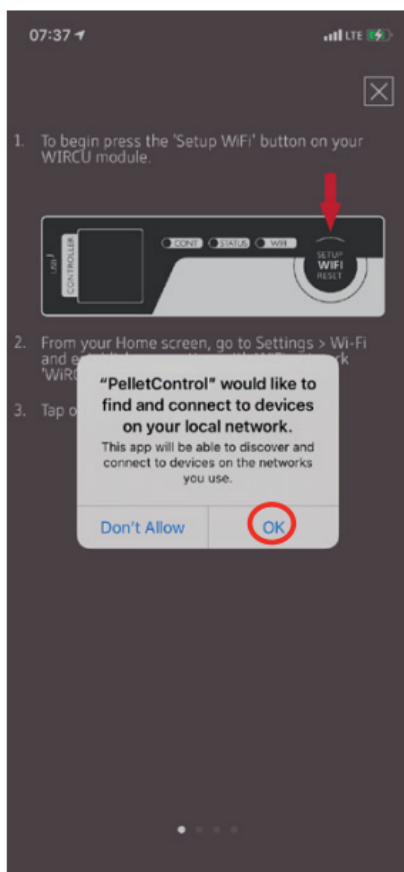 07:37
LTE
1. To begin press the 'Setup WiFi' button on your
WIRCU module.
USB
CONTROLLER
CONT
STATUS
WIFI
SETUP
WIFI
RESET
2. From your Home screen, go to Settings > Wi-Fi
and
'WiRC
3. Tap o
"PelletControl" would like to
find and connect to devices
on your local network.
This app will be able to discover and
connect to devices on the networks
you use.
Don't Allow
OK